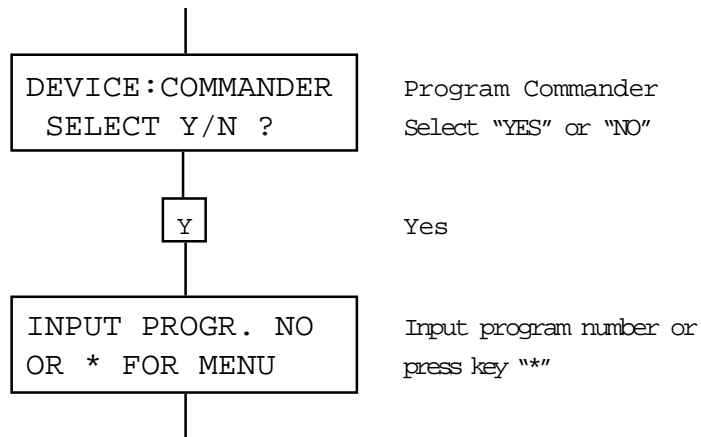 DEVICE:COMMANDER
SELECT Y/N ?
Program Commander
Select “YES” or “NO”
Y
Yes
INPUT PROGR. NO
OR * FOR MENU
Input program number or
press key “*”